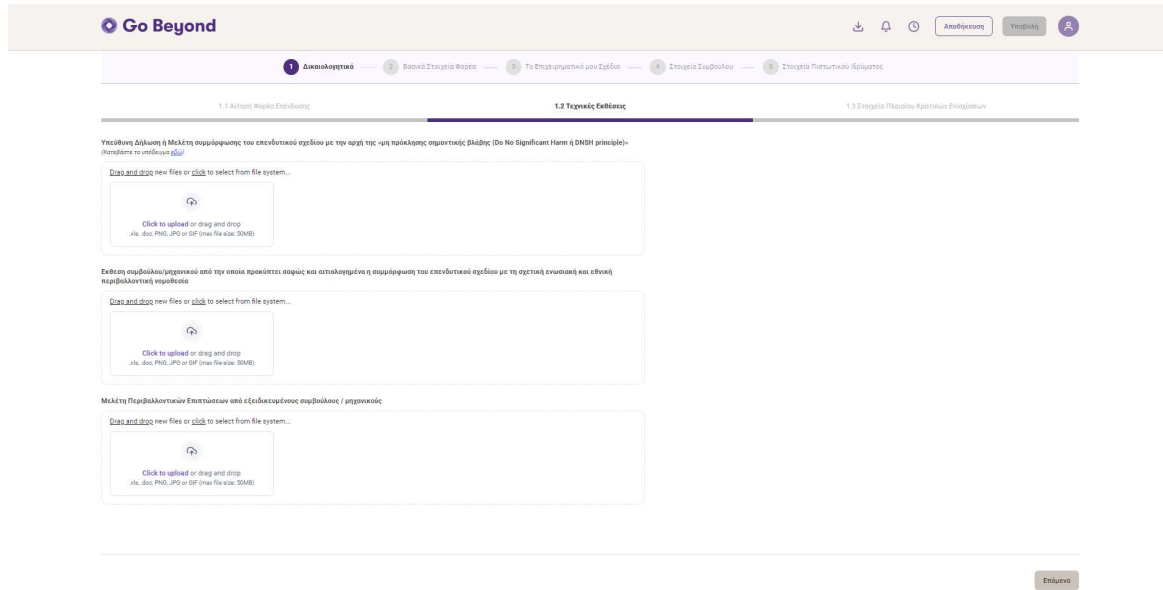 Go Beyond
Αποθήκευση
Υποβολή
1 Δικαιολογητικά
2 Βασικά Στοιχεία Φορέα
3 Το Επιχειρηματικό μου Σχέδιο
4 Στοιχεία Συμβούλου
5 Στοιχεία Πιστωτικού Ιδρύματος
1.1 Αίτηση Φορέα Επένδυσης
1.2 Τεχνικές Εκθέσεις
1.3 Στοιχεία Πλαισίου Κρατικών Ενισχύσεων
Υπεύθυνη Δήλωση ή Μελέτη συμμόρφωσης του επενδυτικού σχεδίου με την αρχή της «μη πρόκλησης σημαντικής βλάβης (Do No Significant Harm ή DNSH principle)»
(Κατεβάστε το υπόδειγμα εδώ)
Drag and drop new files or click to select from file system...
Click to upload or drag and drop
.xls, .doc, PNG, JPG or GIF (max file size: 50MB)
Εκθεση συμβούλου/μηχανικού από την οποία προκύπτει σαφώς και αιτιολογημένα η συμμόρφωση του επενδυτικού σχεδίου με τη σχετική ενωσιακή και εθνική
περιβαλλοντική νομοθεσία
Drag and drop new files or click to select from file system...
Click to upload or drag and drop
.xls, .doc, PNG, JPG or GIF (max file size: 50MB)
Μελέτη Περιβαλλοντικών Επιπτώσεων από εξειδικευμένους συμβούλους / μηχανικούς
Drag and drop new files or click to select from file system...
Click to upload or drag and drop
.xls, .doc, PNG, JPG or GIF (max file size: 50MB)
Επόμενο